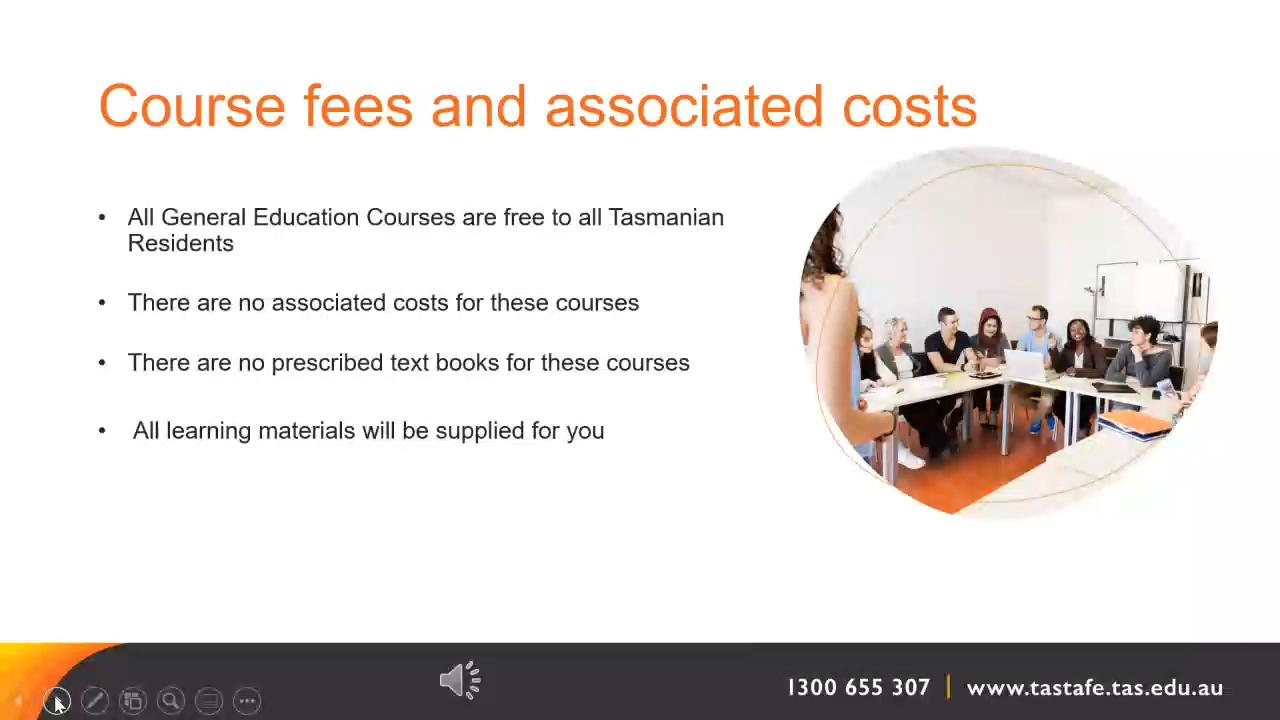 Course fees and associated costs
• All General Education Courses are free to all Tasmanian
Residents
• There are no associated costs for these courses
• There are no prescribed text books for these courses
• All learning materials will be supplied for you
1300 655 307 | www.tastafe.tas.edu.au